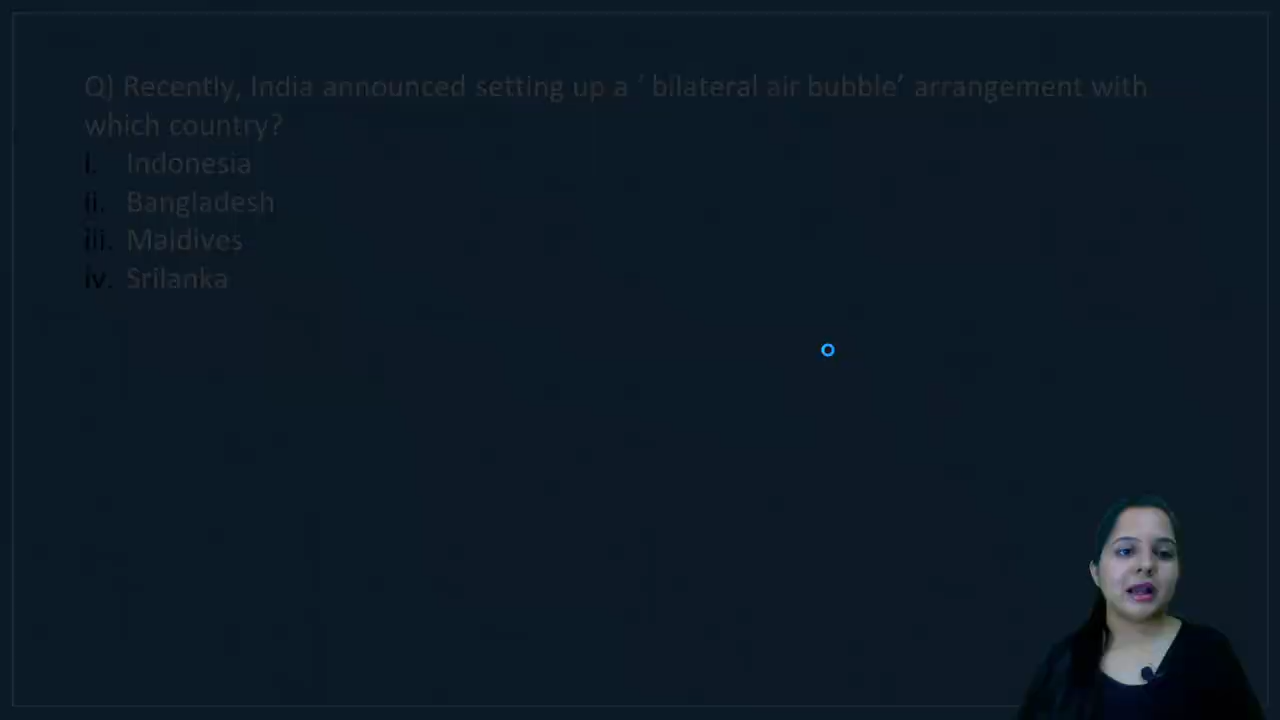 Q) Recently, India announced setting up a ‘ bilateral air bubble’ arrangement with
which country?
i. Indonesia
ii. Bangladesh
iii. Maldives
iv. Srilanka